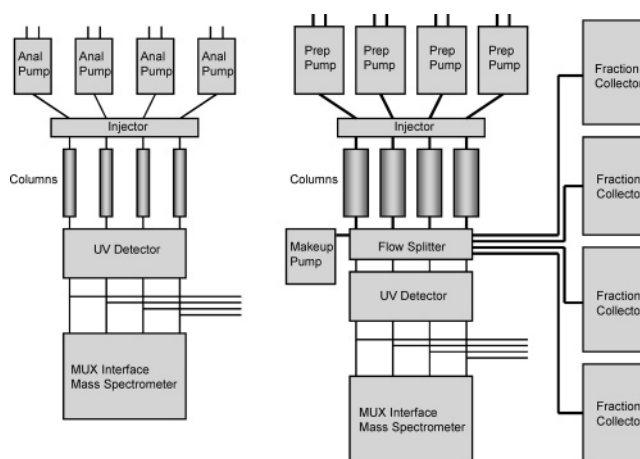 Anal
Pump
Anal
Pump
Anal
Pump
Anal
Pump
Injector
Columns
UV Detector
MUX Interface
Mass Spectrometer
Prep
Pump
Prep
Pump
Prep
Pump
Prep
Pump
Injector
Columns
Makeup
Pump
Flow Splitter
UV Detector
MUX Interface
Mass Spectrometer
Fraction
Collector
Fraction
Collector
Fraction
Collector
Fraction
Collector